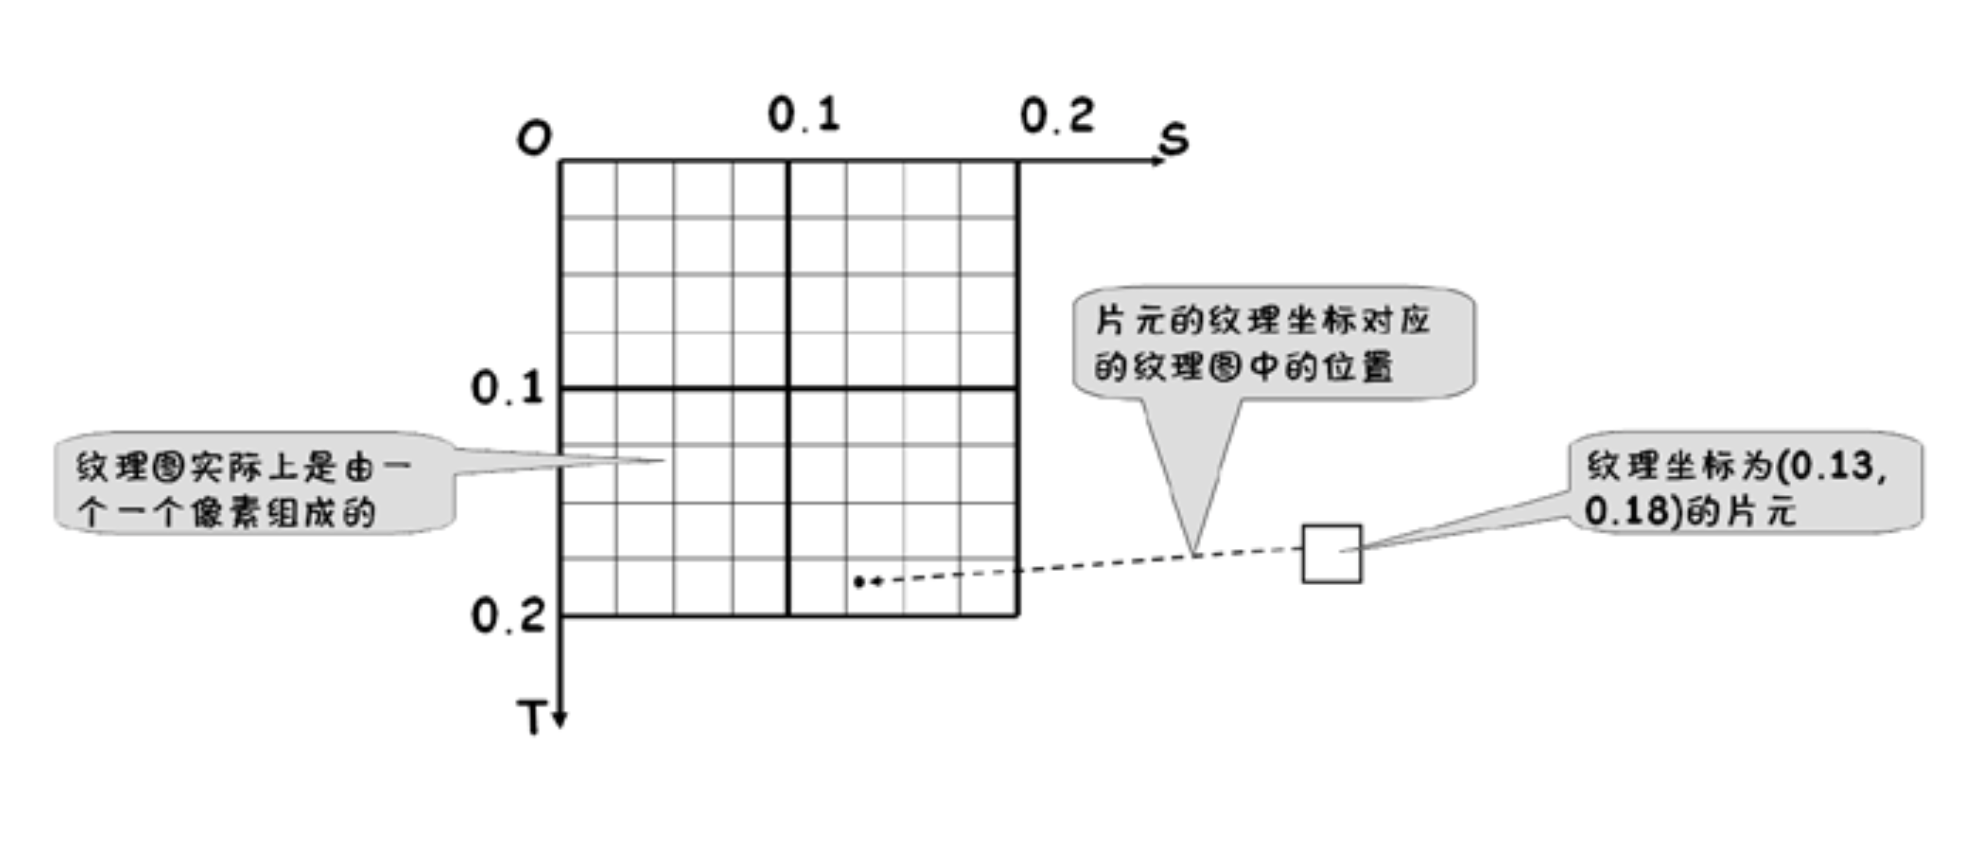 0.1
0.2
O
S
片元的纹理坐标对应
的纹理图中的位置
0.1
纹理图实际上是由一
个一个像素组成的
纹理坐标为(0.13,
0.18)的片元
0.2
T